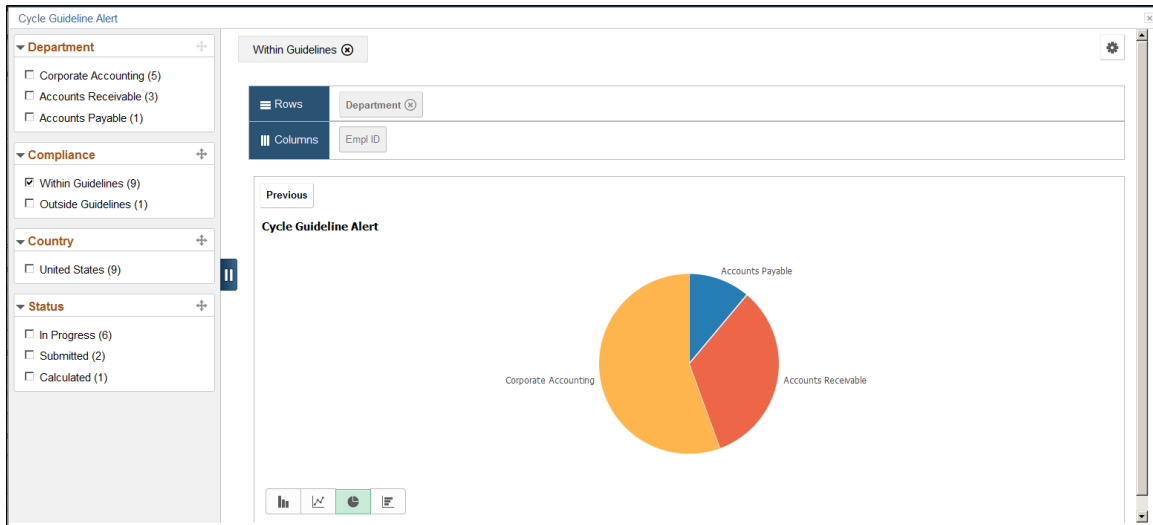 Cycle Guideline Alert
Department
Corporate Accounting (5)
Accounts Receivable (3)
Accounts Payable (1)
Compliance
Within Guidelines (9)
Outside Guidelines (1)
Country
United States (9)
Status
In Progress (6)
Submitted (2)
Calculated (1)
Within Guidelines
Rows
Department
Columns
Empl ID
Previous
Cycle Guideline Alert
Accounts Payable
Corporate Accounting
Accounts Receivable